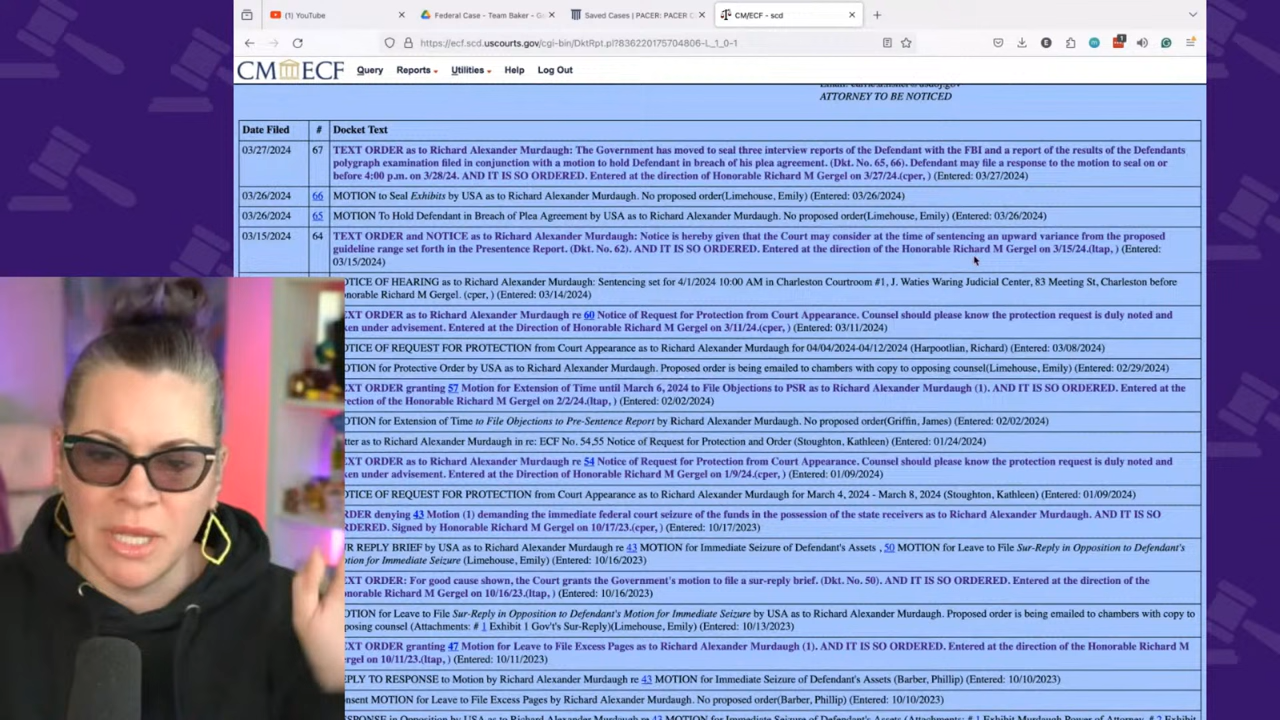 (1) YouTube
Federal Case - Team Baker - G
Saved Cases | PACER: PACER C
CM/ECF - scd
https://ecf.scd.uscourts.gov/cgi-bin/DktRpt.pl?836220175704806-L_1_0-1
CM ECF Query Reports Utilities Help Log Out
ATTORNEY TO BE NOTICED
Date Filed # Docket Text
03/27/2024 67 TEXT ORDER as to Richard Alexander Murdaugh: The Government has moved to seal three interview reports of the Defendant with the FBI and a report of the results of the Defendants
polygraph examination filed in conjunction with a motion to hold Defendant in breach of his plea agreement. (Dkt. No. 65, 66). Defendant may file a response to the motion to seal on or
before 4:00 p.m. on 3/28/24. AND IT IS SO ORDERED. Entered at the direction of Honorable Richard M Gergel on 3/27/24.(cper, ) (Entered: 03/27/2024)
03/26/2024 66 MOTION to Seal Exhibits by USA as to Richard Alexander Murdaugh. No proposed order(Limehouse, Emily) (Entered: 03/26/2024)
03/26/2024 65 MOTION To Hold Defendant in Breach of Plea Agreement by USA as to Richard Alexander Murdaugh. No proposed order(Limehouse, Emily) (Entered: 03/26/2024)
03/15/2024 64 TEXT ORDER and NOTICE as to Richard Alexander Murdaugh: Notice is hereby given that the Court may consider at the time of sentencing an upward variance from the proposed
guideline range set forth in the Presentence Report. (Dkt. No. 62). AND IT IS SO ORDERED. Entered at the direction of the Honorable Richard M Gergel on 3/15/24.(ltap, ) (Entered:
03/15/2024)
OTICE OF HEARING as to Richard Alexander Murdaugh: Sentencing set for 4/1/2024 10:00 AM in Charleston Courtroom #1, J. Waties Waring Judicial Center, 83 Meeting St, Charleston before
onorable Richard M Gergel. (cper, ) (Entered: 03/14/2024)
EXT ORDER as to Richard Alexander Murdaugh re 60 Notice of Request for Protection from Court Appearance. Counsel should please know the protection request is duly noted and
ken under advisement. Entered at the Direction of Honorable Richard M Gergel on 3/11/24.(cper, ) (Entered: 03/11/2024)
OTICE OF REQUEST FOR PROTECTION from Court Appearance as to Richard Alexander Murdaugh for 04/04/2024-04/12/2024 (Harpootlian, Richard) (Entered: 03/08/2024)
OTION for Protective Order by USA as to Richard Alexander Murdaugh. Proposed order is being emailed to chambers with copy to opposing counsel(Limehouse, Emily) (Entered: 02/29/2024)
EXT ORDER granting 57 Motion for Extension of Time until March 6, 2024 to File Objections to PSR as to Richard Alexander Murdaugh (1). AND IT IS SO ORDERED. Entered at the
rection of the Honorable Richard M Gergel on 2/2/24.(ltap, ) (Entered: 02/02/2024)
OTION for Extension of Time to File Objections to Pre-Sentence Report by Richard Alexander Murdaugh. No proposed order(Griffin, James) (Entered: 02/02/2024)
tter as to Richard Alexander Murdaugh in re: ECF No. 54,55 Notice of Request for Protection and Order (Stoughton, Kathleen) (Entered: 01/24/2024)
EXT ORDER as to Richard Alexander Murdaugh re 54 Notice of Request for Protection from Court Appearance. Counsel should please know the protection request is duly noted and
ken under advisement. Entered at the Direction of Honorable Richard M Gergel on 1/9/24.(cper, ) (Entered: 01/09/2024)
OTICE OF REQUEST FOR PROTECTION from Court Appearance as to Richard Alexander Murdaugh for March 4, 2024 - March 8, 2024 (Stoughton, Kathleen) (Entered: 01/09/2024)
RDER denying 43 Motion (1) demanding the immediate federal court seizure of the funds in the possession of the state receivers as to Richard Alexander Murdaugh. AND IT IS SO
RDERED. Signed by Honorable Richard M Gergel on 10/17/23.(cper, ) (Entered: 10/17/2023)
UR REPLY BRIEF by USA as to Richard Alexander Murdaugh re 43 MOTION for Immediate Seizure of Defendant's Assets , 50 MOTION for Leave to File Sur-Reply in Opposition to Defendant's
otion for Immediate Seizure (Limehouse, Emily) (Entered: 10/16/2023)
EXT ORDER: For good cause shown, the Court grants the Government's motion to file a sur-reply brief. (Dkt. No. 50). AND IT IS SO ORDERED. Entered at the direction of the
onorable Richard M Gergel on 10/16/23.(ltap, ) (Entered: 10/16/2023)
OTION for Leave to File Sur-Reply in Opposition to Defendant's Motion for Immediate Seizure by USA as to Richard Alexander Murdaugh. Proposed order is being emailed to chambers with copy to
posing counsel (Attachments: # 1 Exhibit 1 Gov't's Sur-Reply)(Limehouse, Emily) (Entered: 10/13/2023)
EXT ORDER granting 47 Motion for Leave to File Excess Pages as to Richard Alexander Murdaugh (1). AND IT IS SO ORDERED. Entered at the direction of the Honorable Richard M
ergel on 10/11/23.(ltap, ) (Entered: 10/11/2023)
EPLY TO RESPONSE to Motion by Richard Alexander Murdaugh re 43 MOTION for Immediate Seizure of Defendant's Assets (Barber, Phillip) (Entered: 10/10/2023)
nsent MOTION for Leave to File Excess Pages by Richard Alexander Murdaugh. No proposed order(Barber, Phillip) (Entered: 10/10/2023)